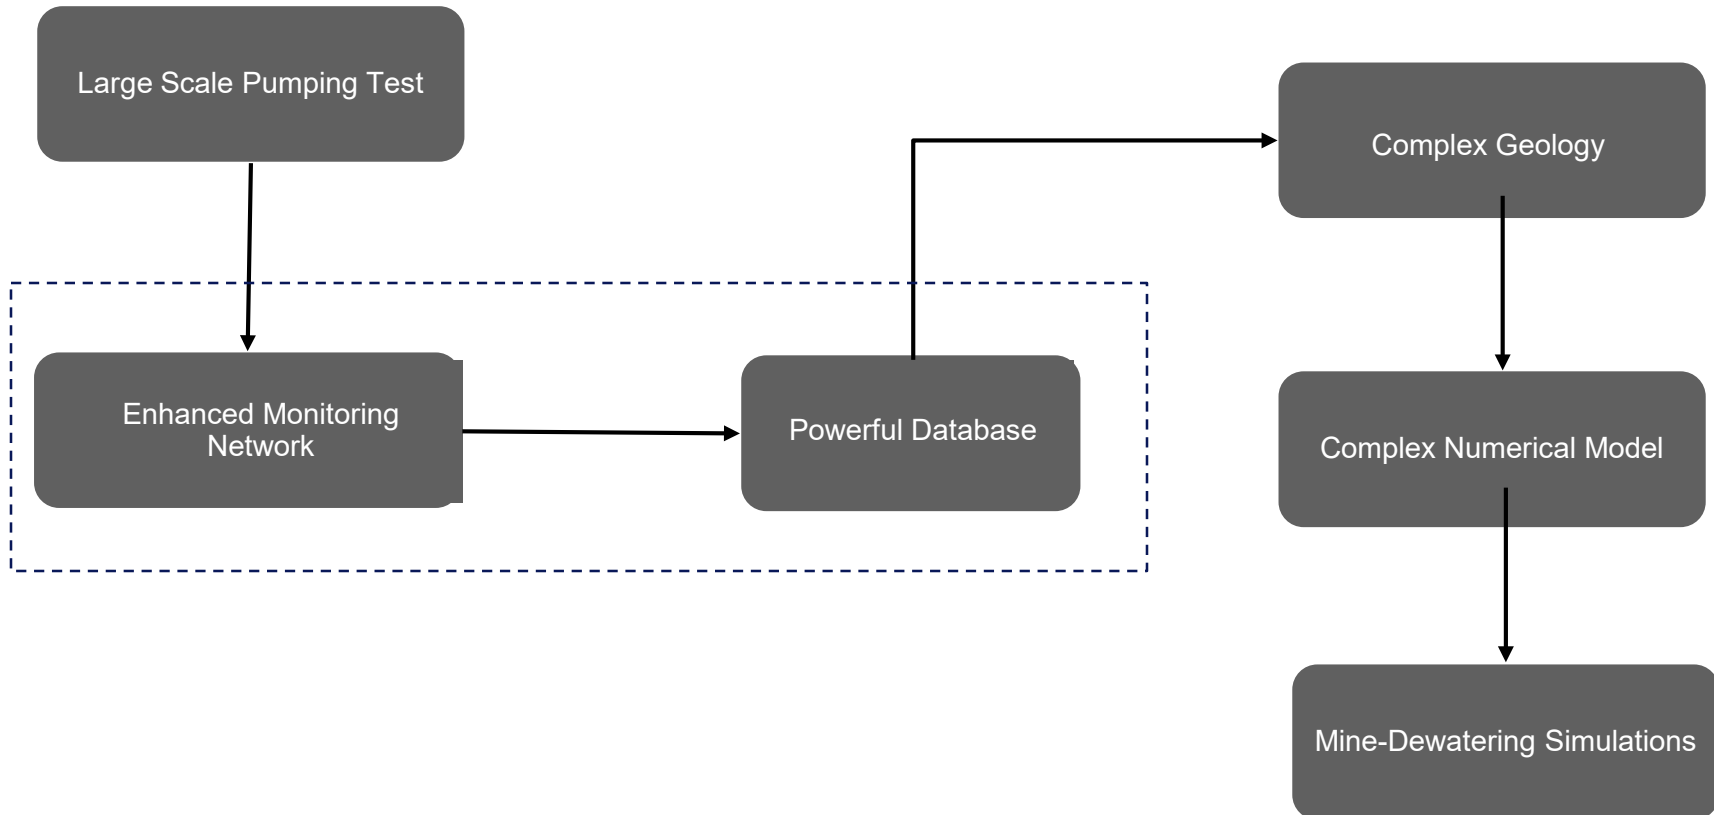 Large Scale Pumping Test
Complex Geology
Enhanced Monitoring
Network
Powerful Database
Complex Numerical Model
Mine-Dewatering Simulations